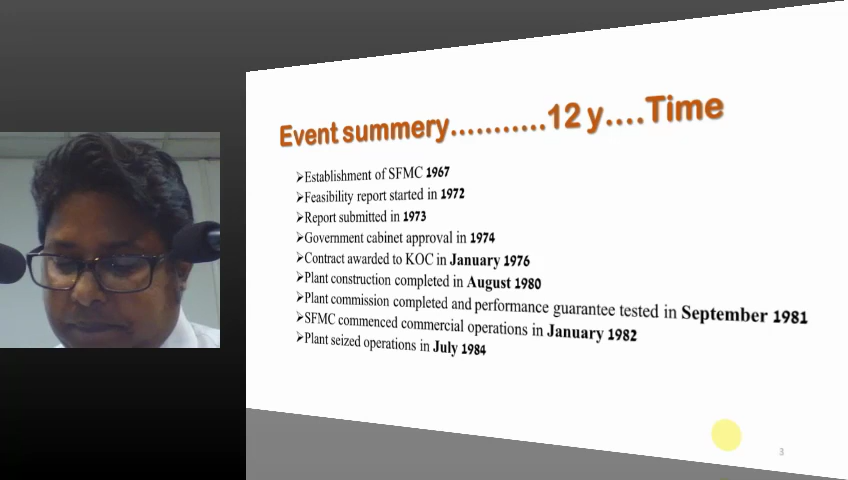 Event summery...........12 y....Time
➢Establishment of SFMC 1967
➢Feasibility report started in 1972
➢Report submitted in 1973
➢Government cabinet approval in 1974
➢Contract awarded to KOC in January 1976
➢Plant construction completed in August 1980
➢Plant commission completed and performance guarantee tested in September 1981
➢SFMC commenced commercial operations in January 1982
➢Plant seized operations in July 1984
3